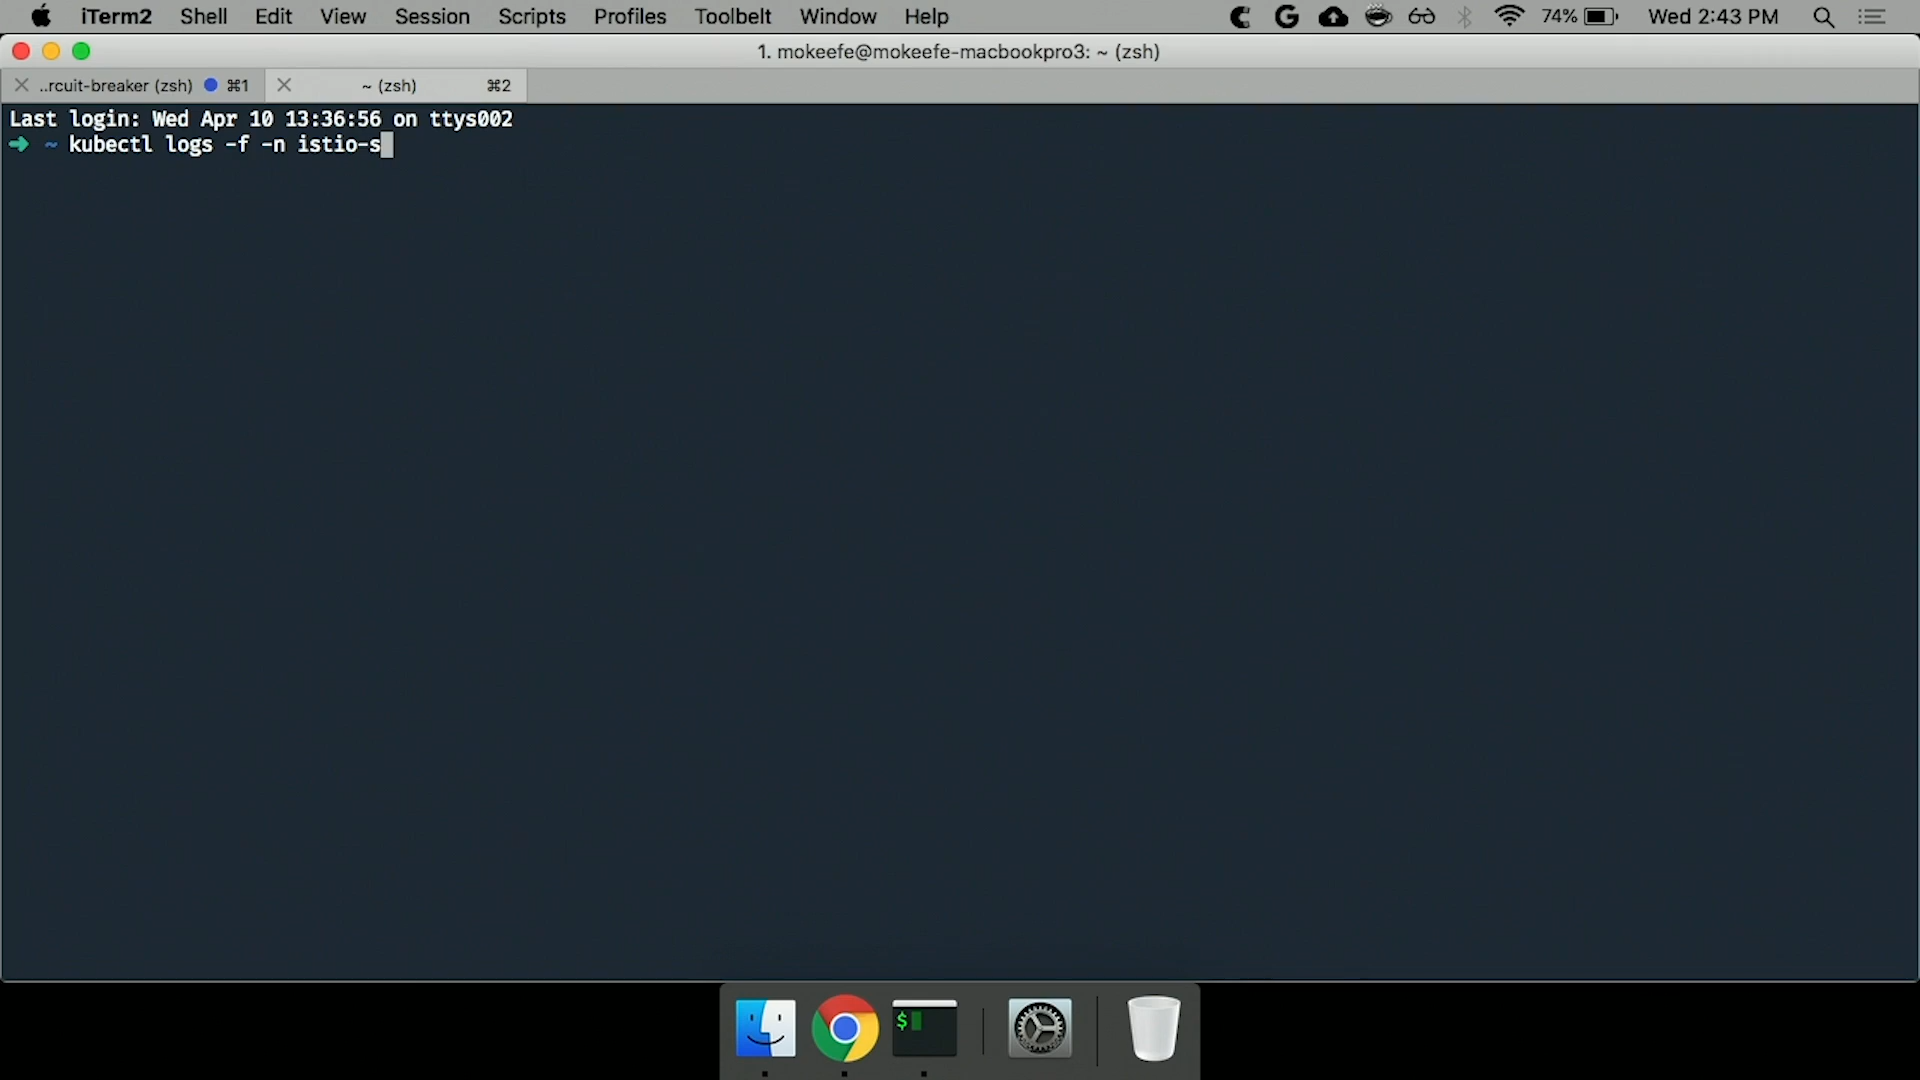 iTerm2 Shell Edit View Session Scripts Profiles Toolbelt Window Help 74% Wed 2:43 PM
1. mokeefe@mokeefe-macbookpro3: ~ (zsh)
..rcuit-breaker (zsh) ⌘1 ~ (zsh) ⌘2
Last login: Wed Apr 10 13:36:56 on ttys002
➜ ~ kubectl logs -f -n istio-s
$